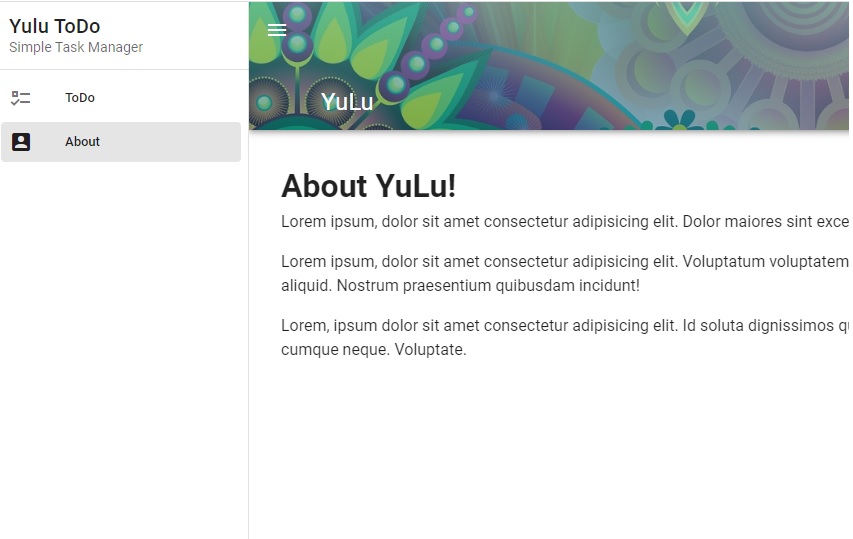 Yulu ToDo
Simple Task Manager
ToDo
About
YuLu
About YuLu!
Lorem ipsum, dolor sit amet consectetur adipisicing elit. Dolor maiores sint exce
Lorem ipsum, dolor sit amet consectetur adipisicing elit. Voluptatum voluptatem
aliquid. Nostrum praesentium quibusdam incidunt!
Lorem, ipsum dolor sit amet consectetur adipisicing elit. Id soluta dignissimos qu
cumque neque. Voluptate.